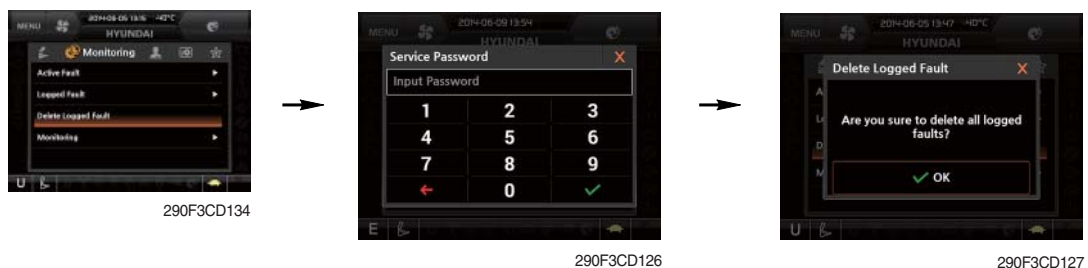 MENU
2014-06-05 13:15 -40°C
HYUNDAI
Monitoring
Active Fault
Logged Fault
Delete Logged Fault
Monitoring
U
290F3CD134
MENU
2014-06-09 13:54
HYUNDAI
Service Password X
Input Password
1 2 3
4 5 6
7 8 9
0
E
290F3CD126
MENU
2014-06-05 13:47 -40°C
HYUNDAI
Delete Logged Fault X
Are you sure to delete all logged
faults?
OK
U
290F3CD127